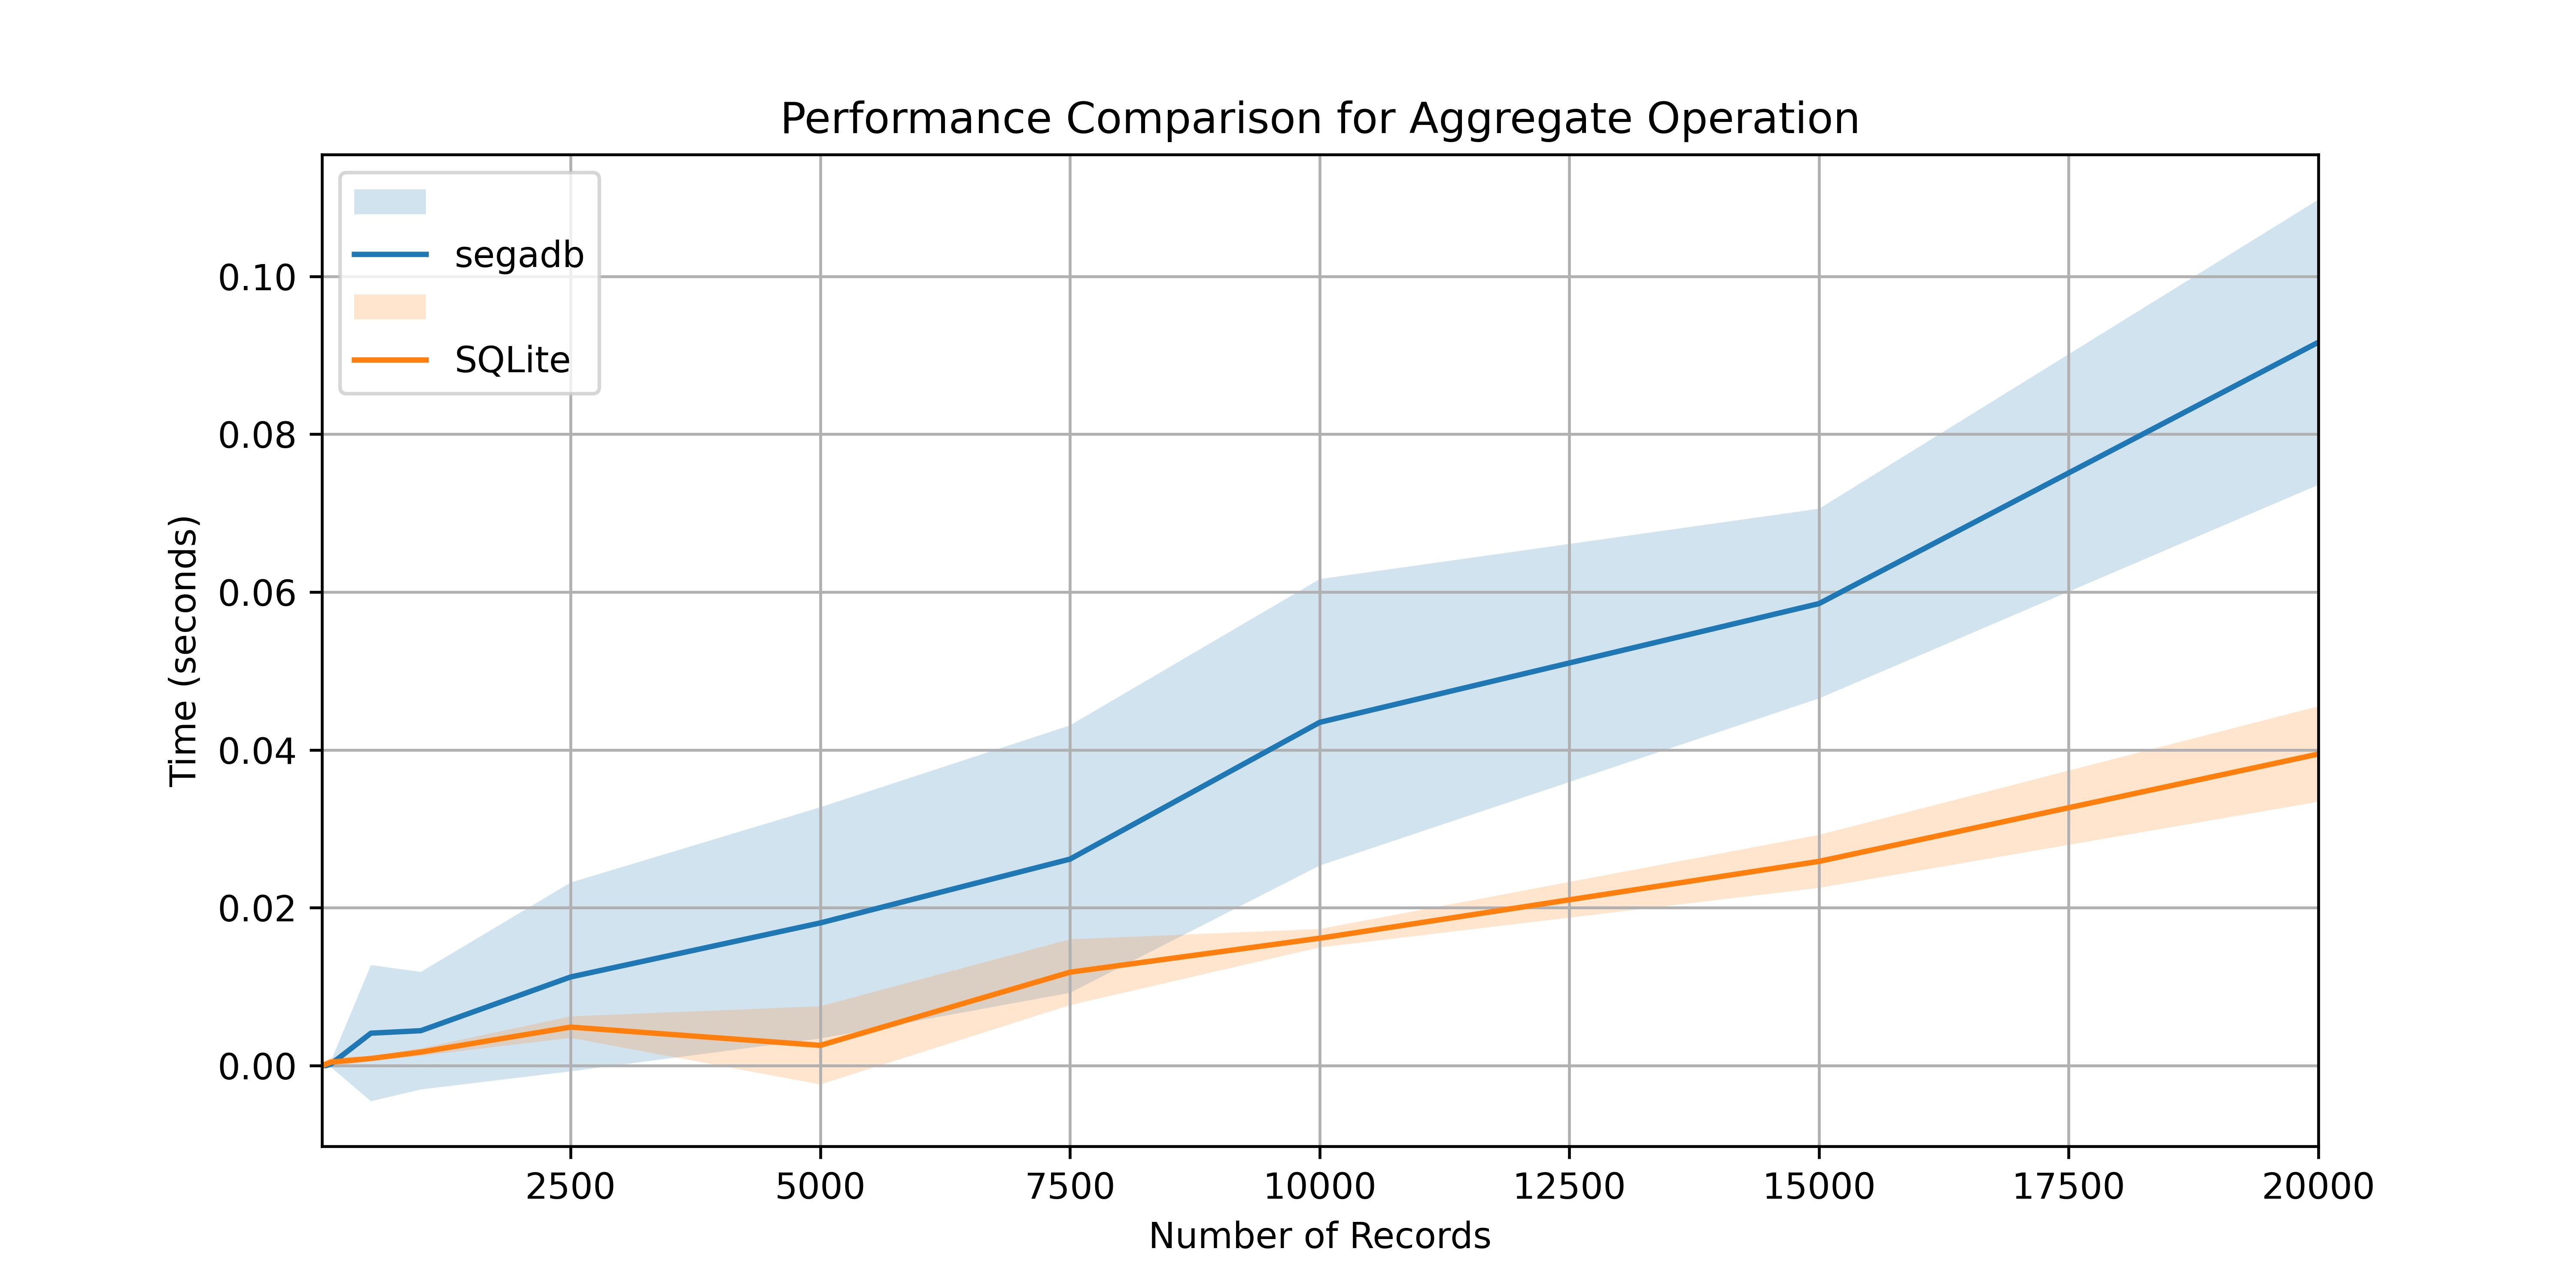 Performance Comparison for Aggregate Operation
segadb
SQLite
0.10
0.08
0.06
0.04
0.02
0.00
Time (seconds)
2500 5000 7500 10000 12500 15000 17500 20000
Number of Records